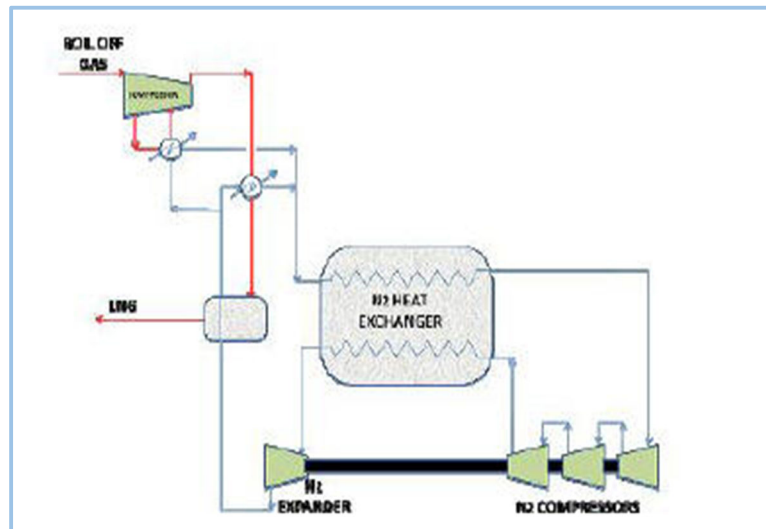 BOIL OFF
GAS
LNG
N2 HEAT
EXCHANGER
N2
EXPANDER
N2 COMPRESSORS